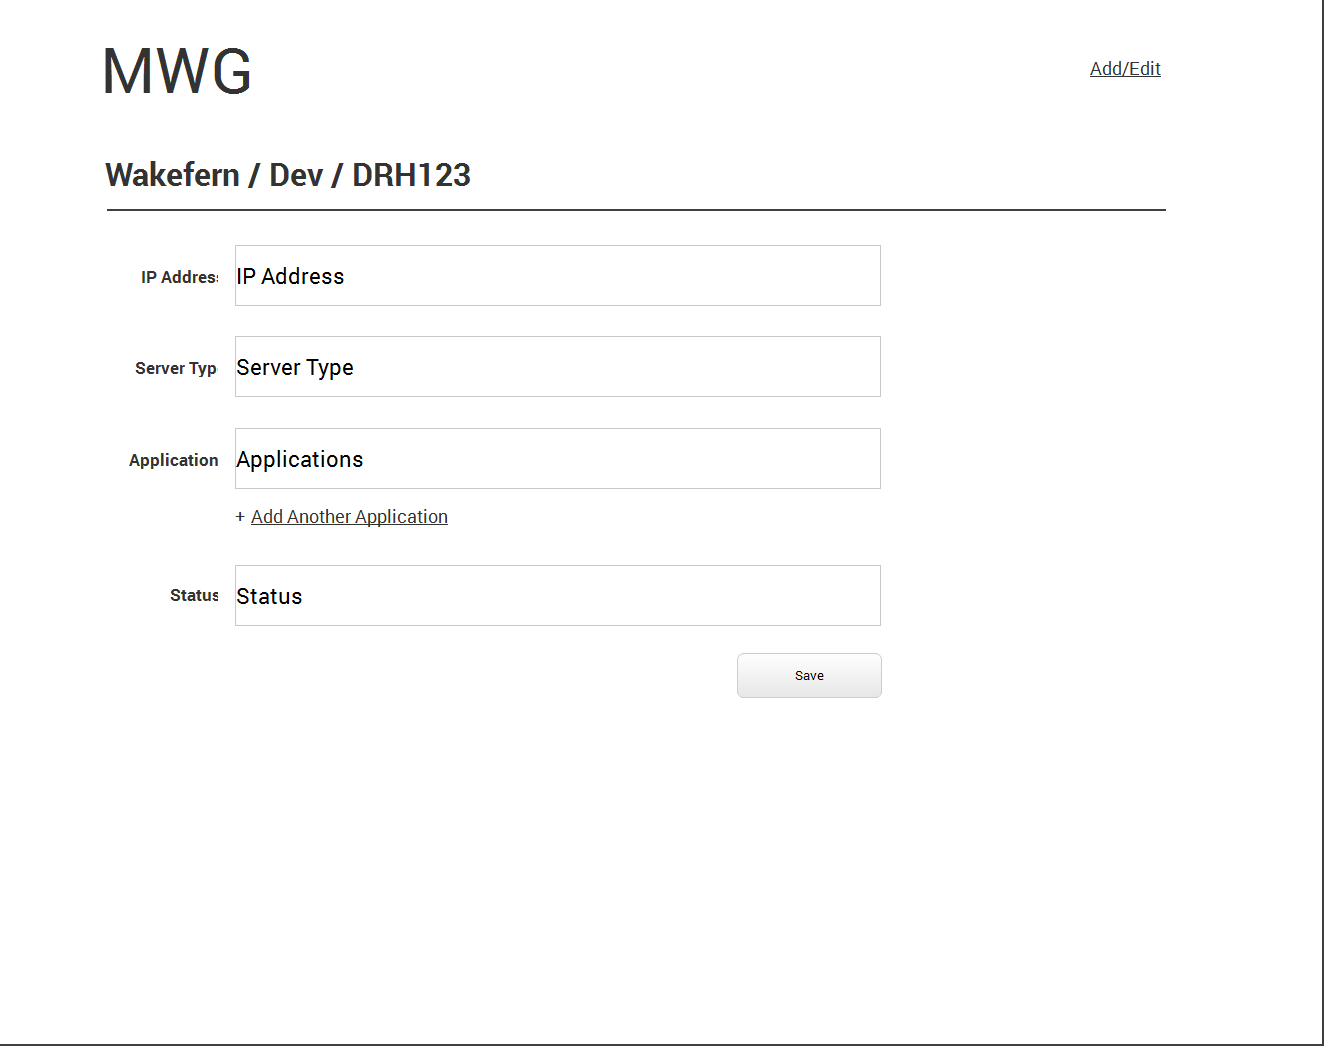 MWG
Add/Edit
Wakefern / Dev / DRH123
IP Address
IP Address
Server Typ
Server Type
Application
Applications
+ Add Another Application
Status
Status
Save